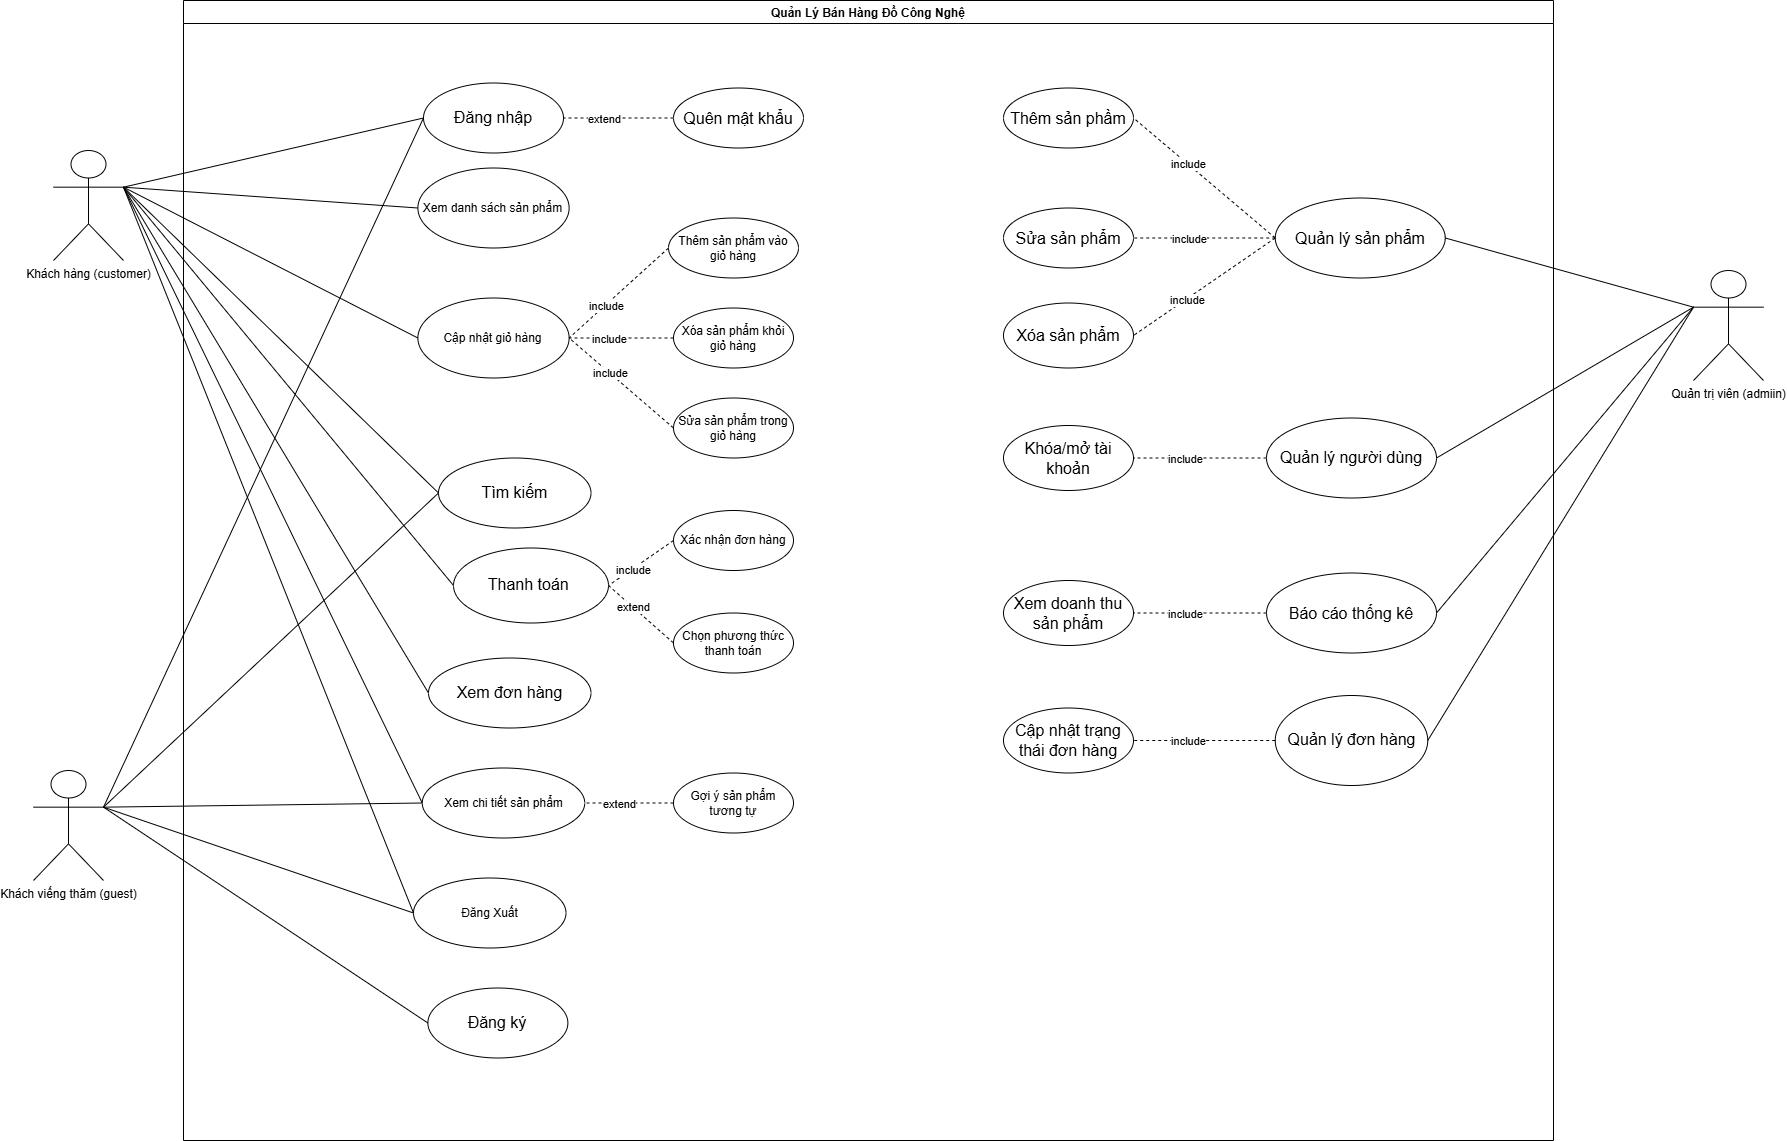 Quản Lý Bán Hàng Đồ Công Nghệ
Đăng nhập
extend
Quên mật khẩu
Xem danh sách sản phẩm
Khách hảng (customer)
Thêm sản phẩm vào
giỏ hàng
include
Cập nhật giỏ hàng
include
Xóa sản phẩm khỏi
giỏ hàng
include
Sửa sản phẩm trong
giỏ hàng
Tìm kiếm
Thanh toán
include
Xác nhận đơn hàng
extend
Chọn phương thức
thanh toán
Xem đơn hàng
Xem chi tiết sản phẩm
extend
Gợi ý sản phẩm
tương tự
Khách viếng thăm (guest)
Đăng Xuất
Đăng ký
Thêm sản phầm
include
Sửa sản phẩm
include
Quản lý sản phẩm
include
Xóa sản phẩm
Quản trị viên (admiin)
Khóa/mở tài
khoản
include
Quản lý người dùng
Xem doanh thu
sản phẩm
include
Báo cáo thống kê
Cập nhật trạng
thái đơn hàng
include
Quản lý đơn hàng